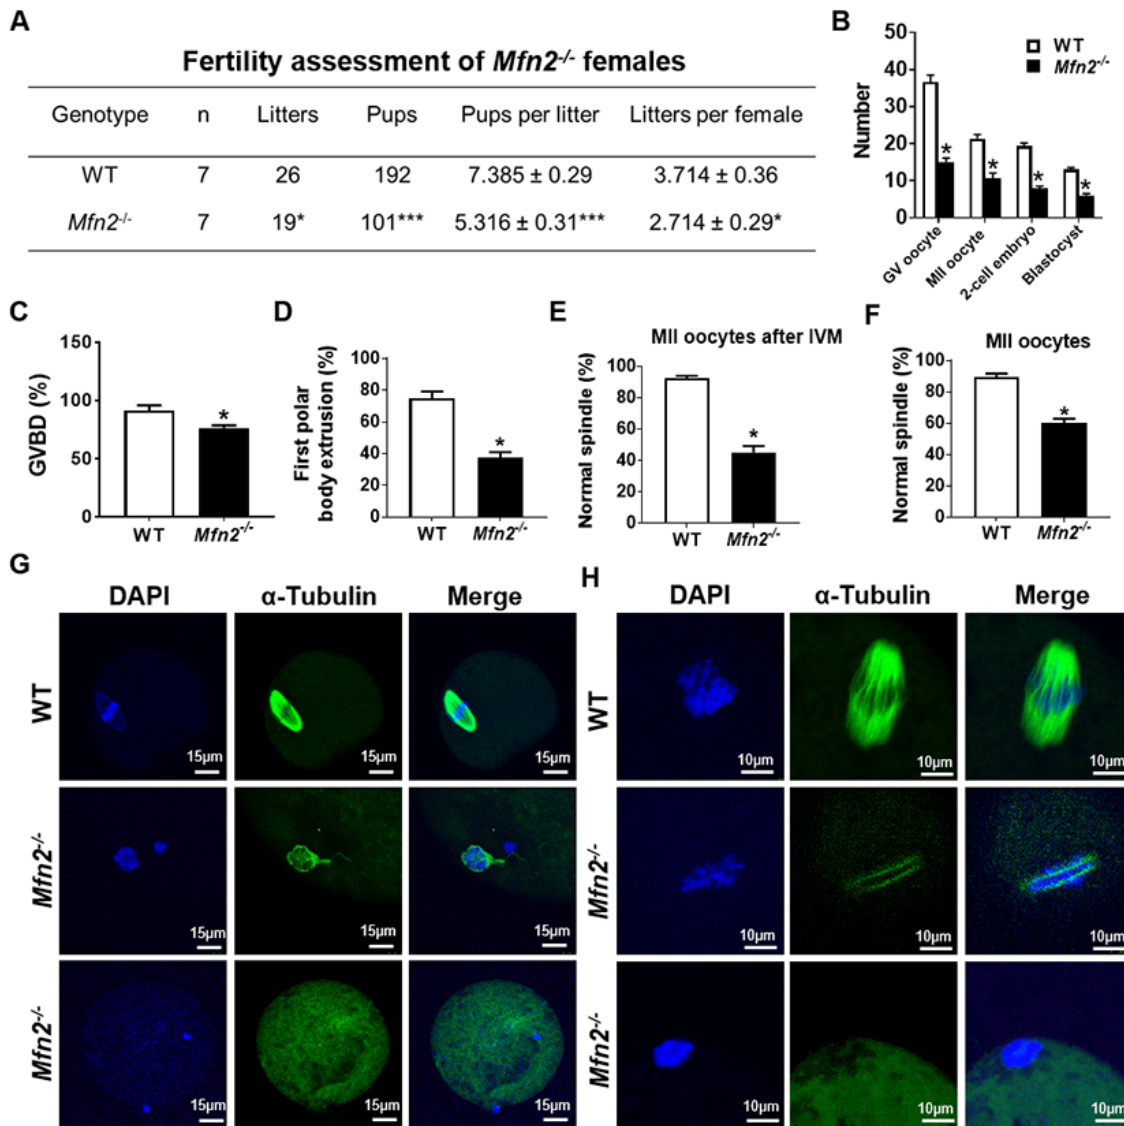 A
Fertility assessment of Mfn2-/- females
Genotype n Litters Pups Pups per litter Litters per female
WT 7 26 192 7.385 ± 0.29 3.714 ± 0.36
Mfn2-/- 7 19* 101*** 5.316 ± 0.31*** 2.714 ± 0.29*
B
WT
Mfn2-/-
Number
50
40
30
20
10
0
* * * *
GV oocyte
MII oocyte
2-cell embryo
Blastocyst
C
GVBD (%)
150
100
50
0
*
WT Mfn2-/-
D
First polar
body extrusion (%)
100
80
60
40
20
0
*
WT Mfn2-/-
E
MII oocytes after IVM
Normal spindle (%)
100
80
60
40
20
0
*
WT Mfn2-/-
F
MII oocytes
Normal spindle (%)
100
80
60
40
20
0
*
WT Mfn2-/-
G
DAPI α-Tubulin Merge
WT
15µm 15µm 15µm
Mfn2-/-
15µm 15µm 15µm
Mfn2-/-
15µm 15µm 15µm
H
DAPI α-Tubulin Merge
WT
10µm 10µm 10µm
Mfn2-/-
10µm 10µm 10µm
Mfn2-/-
10µm 10µm 10µm